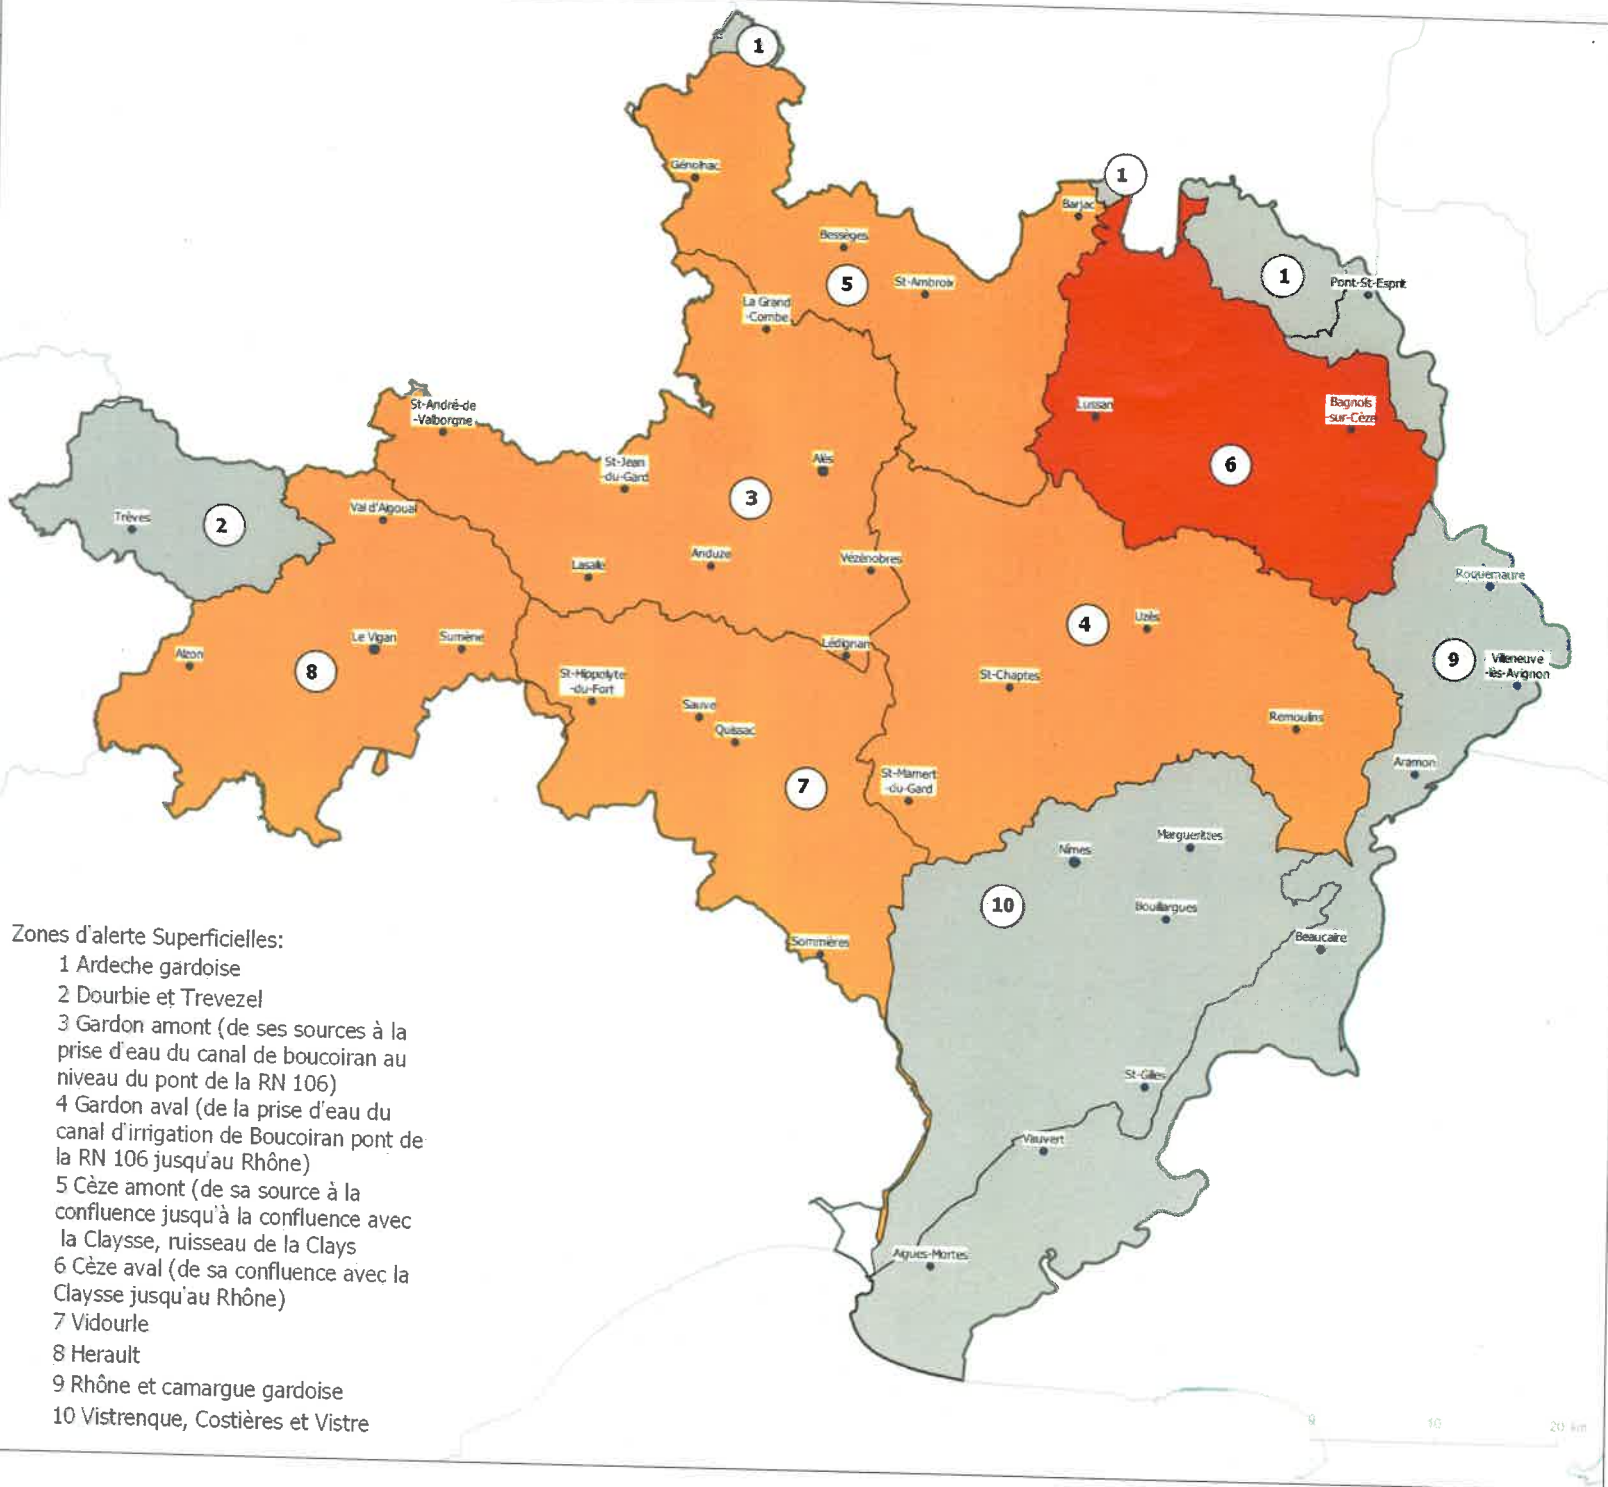 1
Génolhac
1
Barjac
Bessèges
5
St-Ambroix
1
Pont-St-Esprit
La Grand
-Combe
St-André-de
-Valborgne
Lussan
Bagnols
-sur-Cèze
St-Jean
-du-Gard
Alès
6
3
Val d'Aigoual
Trèves
2
Lasalle
Anduze
Vézénobres
Roquemaure
4
Uzès
Le Vigan
Sumène
Alzon
8
Lédignan
9
Villeneuve
-lès-Avignon
St-Hippolyte
-du-Fort
St-Chaptes
Sauve
Quissac
Remoulins
7
St-Mamert
-du-Gard
Aramon
Nîmes
Marguerittes
10
Bouillargues
Sommières
Beaucaire
St-Gilles
Vauvert
Aigues-Mortes
Zones d'alerte Superficielles:
1 Ardeche gardoise
2 Dourbie et Trevezel
3 Gardon amont (de ses sources à la
prise d'eau du canal de boucoiran au
niveau du pont de la RN 106)
4 Gardon aval (de la prise d'eau du
canal d'irrigation de Boucoiran pont de
la RN 106 jusqu'au Rhône)
5 Cèze amont (de sa source à la
confluence jusqu'à la confluence avec
la Claysse, ruisseau de la Clays
6 Cèze aval (de sa confluence avec la
Claysse jusqu'au Rhône)
7 Vidourle
8 Herault
9 Rhône et camargue gardoise
10 Vistrenque, Costières et Vistre
10 20 km